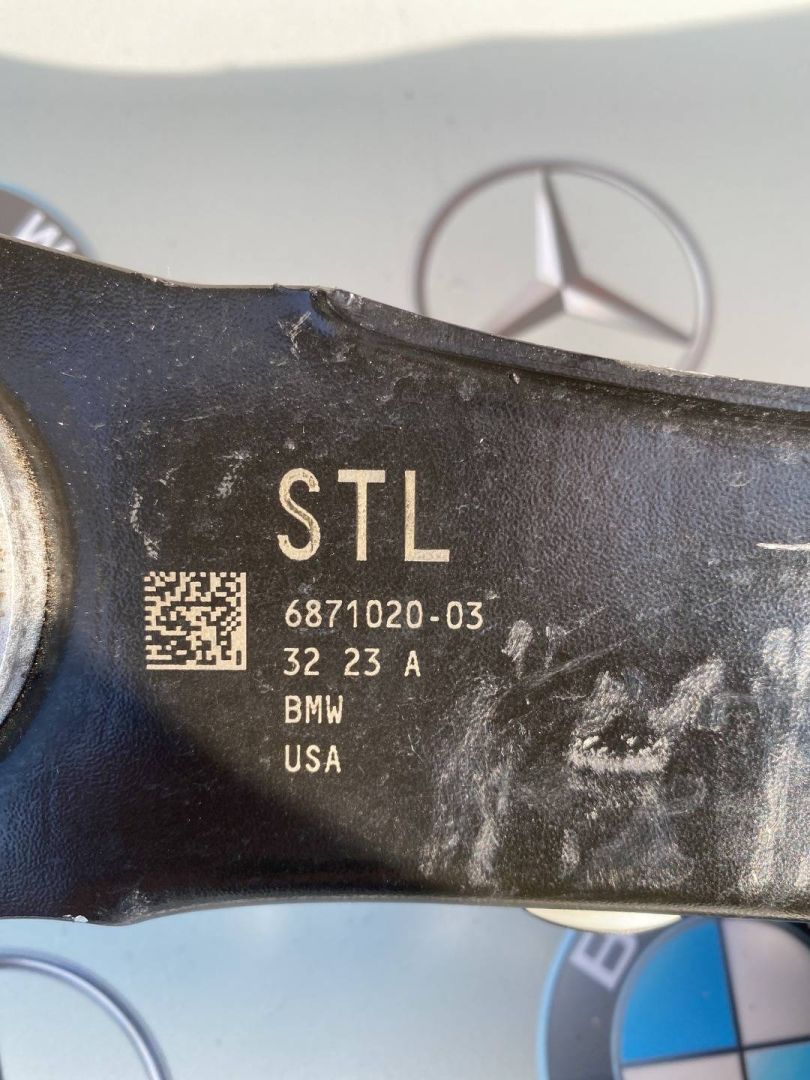 STL
6871020-03
32 23 A
BMW
USA
B